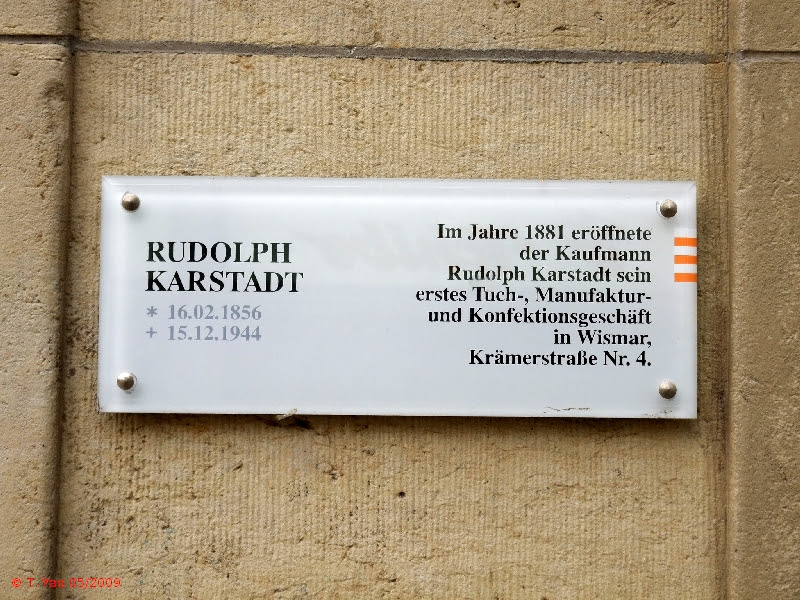 RUDOLPH
KARSTADT
* 16.02.1856
+ 15.12.1944
Im Jahre 1881 eröffnete
der Kaufmann
Rudolph Karstadt sein
erstes Tuch-, Manufaktur-
und Konfektionsgeschäft
in Wismar,
Krämerstraße Nr. 4.
© T. 05/2009